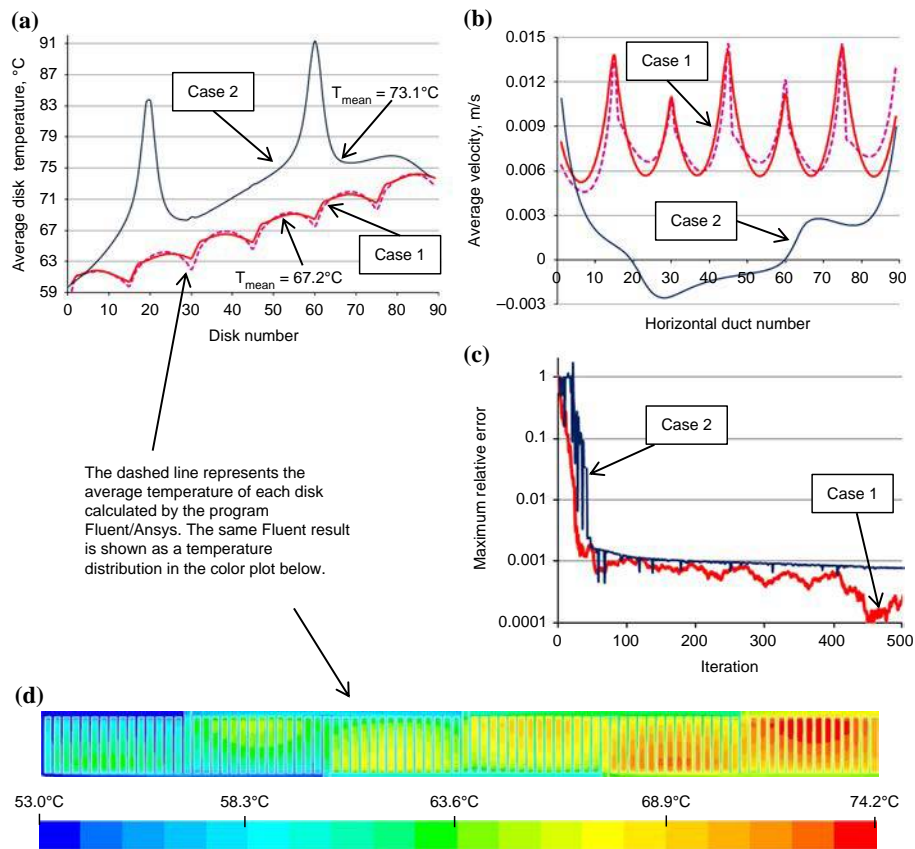 (a)
Average disk temperature, °C
91
87
83
79
75
71
67
63
59
0 10 20 30 40 50 60 70 80 90
Disk number
Case 2
T_mean = 73.1°C
Case 1
T_mean = 67.2°C
(b)
Average velocity, m/s
0.015
0.012
0.009
0.006
0.003
0
–0.003
0 10 20 30 40 50 60 70 80 90
Horizontal duct number
Case 1
Case 2
(c)
Maximum relative error
1
0.1
0.01
0.001
0.0001
0 100 200 300 400 500
Iteration
Case 2
Case 1
The dashed line represents the
average temperature of each disk
calculated by the program
Fluent/Ansys. The same Fluent result
is shown as a temperature
distribution in the color plot below.
(d)
53.0°C 58.3°C 63.6°C 68.9°C 74.2°C